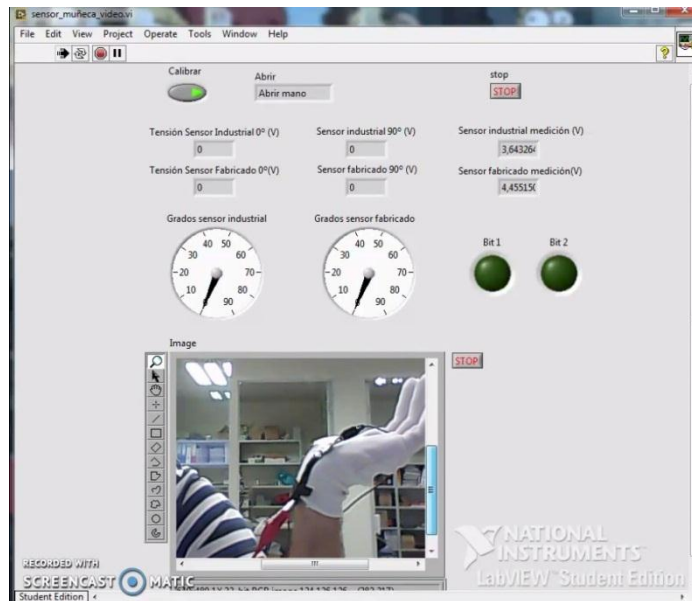 sensor_muñeca_video.vi
File Edit View Project Operate Tools Window Help
Calibrar
Abrir
Abrir mano
stop
STOP
Tensión Sensor Industrial 0º (V)
0
Sensor industrial 90º (V)
0
Sensor industrial medición (V)
3,643264
Tensión Sensor Fabricado 0º(V)
0
Sensor fabricado 90º (V)
0
Sensor fabricado medición(V)
4,455150
Grados sensor industrial
0 10 20 30 40 50 60 70 80 90
Grados sensor fabricado
0 10 20 30 40 50 60 70 80 90
Bit 1
Bit 2
Image
STOP
NATIONAL
INSTRUMENTS
LabVIEW Student Edition
RECORDED WITH
SCREENCAST MATIC
Student Edition